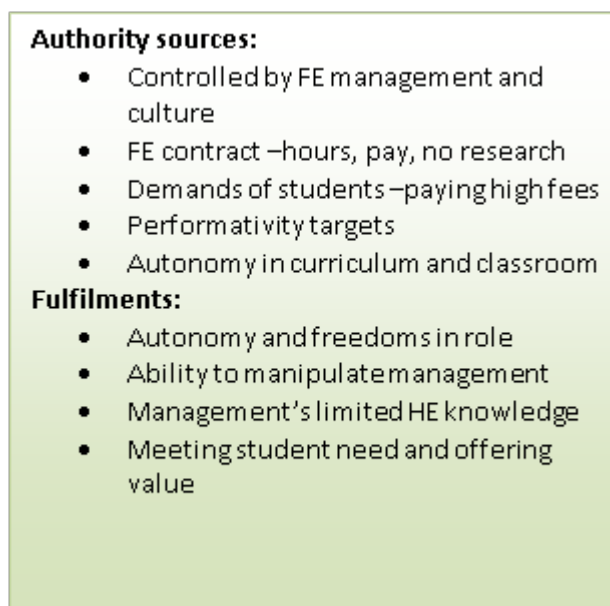 Authority sources:
• Controlled by FE management and
culture
• FE contract –hours, pay, no research
• Demands of students –paying high fees
• Performativity targets
• Autonomy in curriculum and classroom
Fulfilments:
• Autonomy and freedoms in role
• Ability to manipulate management
• Management’s limited HE knowledge
• Meeting student need and offering
value